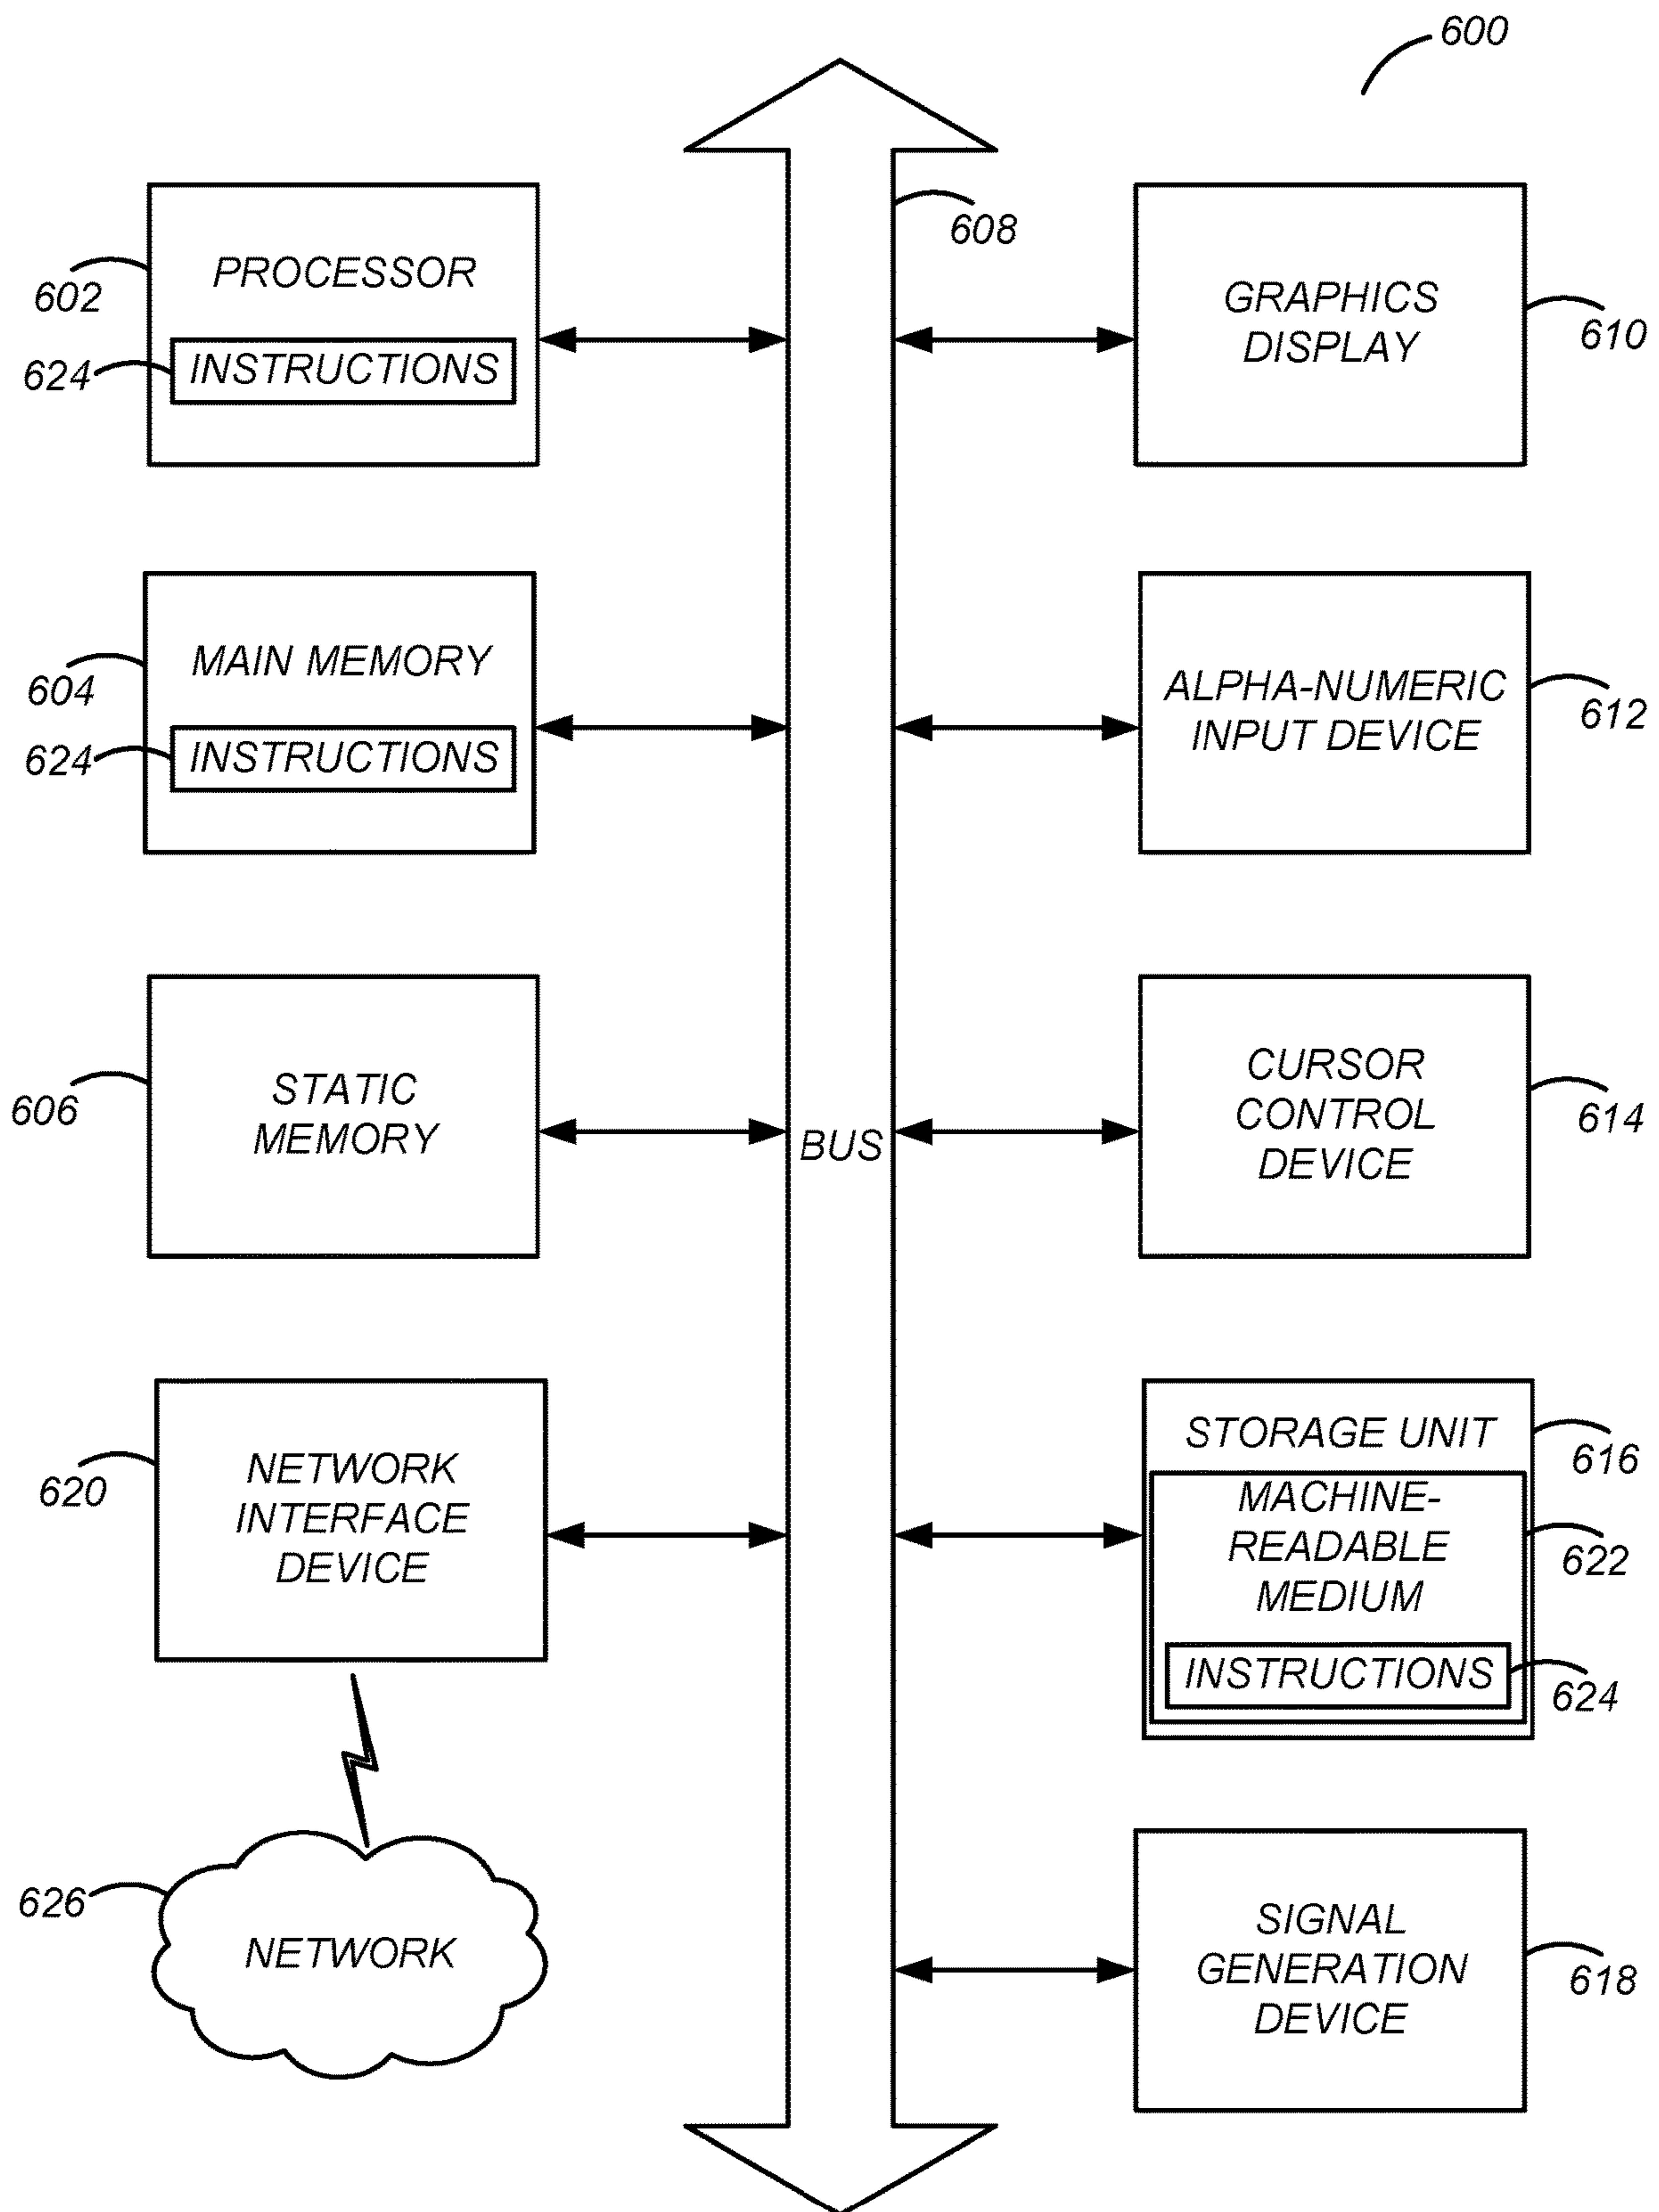 600
608
PROCESSOR
602
INSTRUCTIONS
624
GRAPHICS
DISPLAY
610
MAIN MEMORY
604
INSTRUCTIONS
624
ALPHA-NUMERIC
INPUT DEVICE
612
STATIC
MEMORY
606
BUS
CURSOR
CONTROL
DEVICE
614
NETWORK
INTERFACE
DEVICE
620
STORAGE UNIT
616
MACHINE-
READABLE
MEDIUM
622
INSTRUCTIONS
624
NETWORK
626
SIGNAL
GENERATION
DEVICE
618